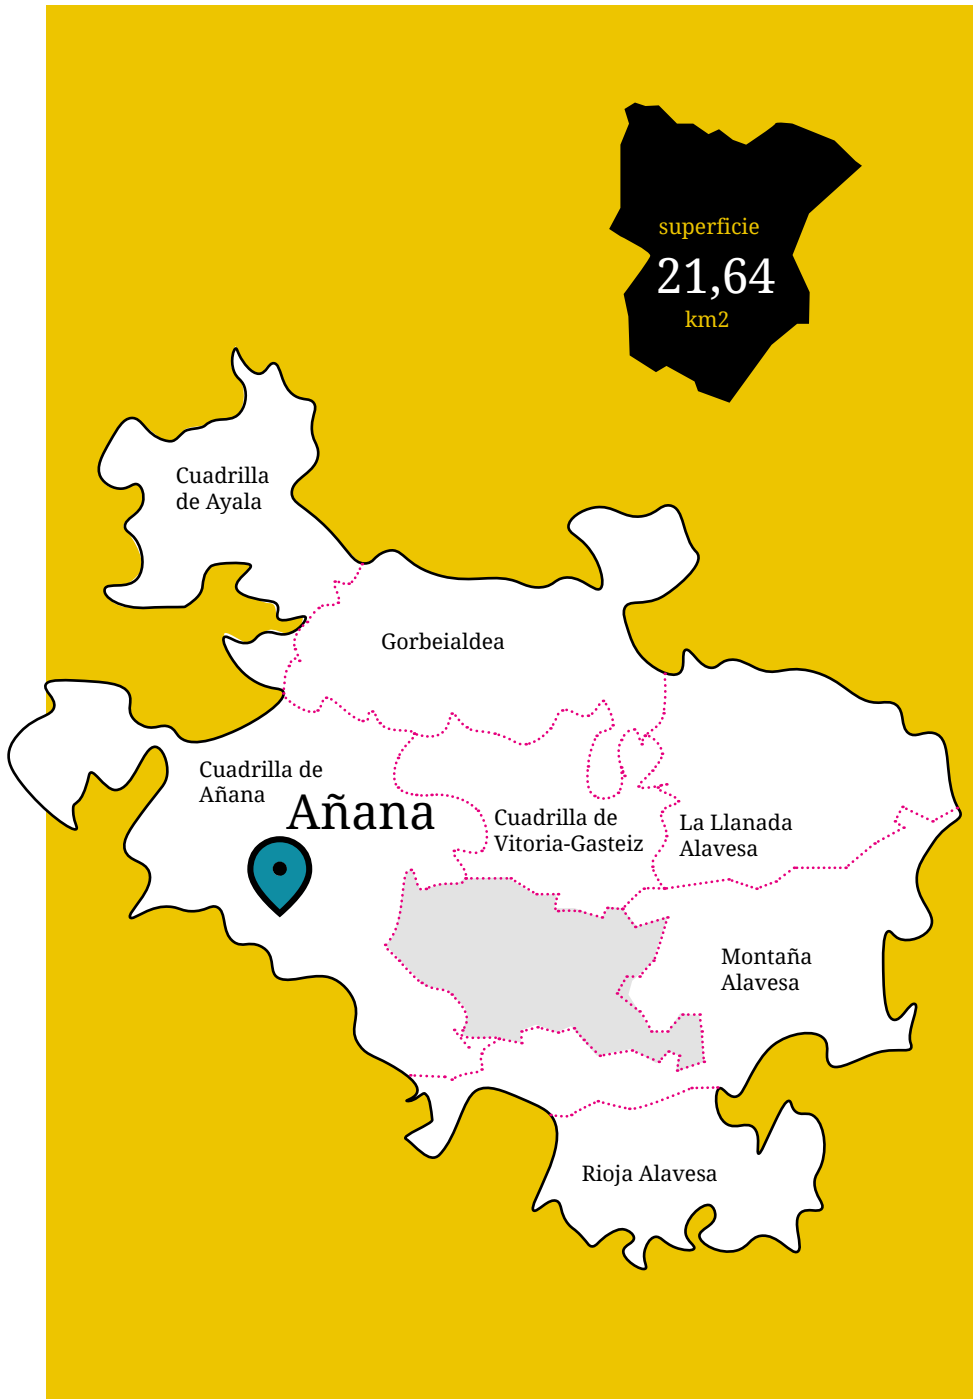 superficie
21,64
km2
Cuadrilla
de Ayala
Gorbeialdea
Cuadrilla de
Añana
Añana
Cuadrilla de
Vitoria-Gasteiz
La Llanada
Alavesa
Montaña
Alavesa
Rioja Alavesa